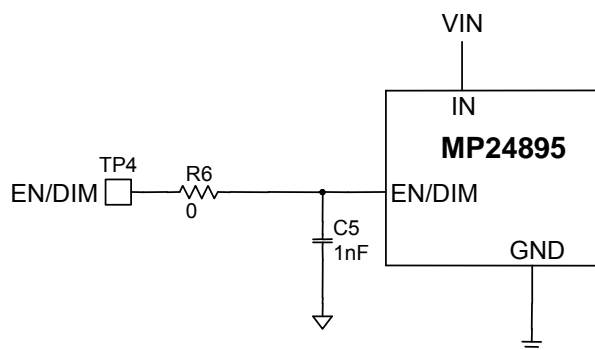 VIN
IN
MP24895
TP4
R6
EN/DIM
0
EN/DIM
C5
1nF
GND